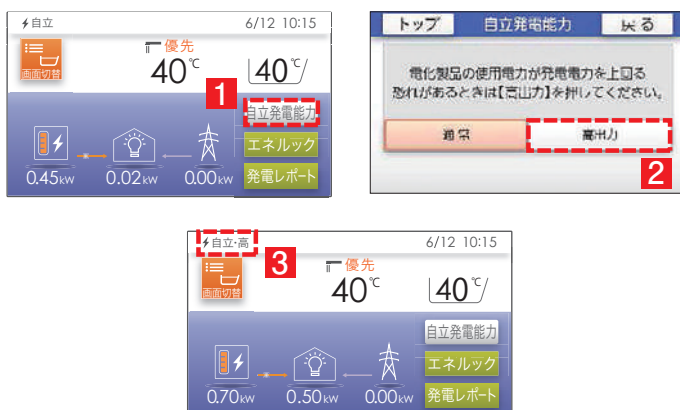 自立
6/12 10:15
画面切替
優先
40℃
40℃
1
自立発電能力
エネルック
発電レポート
0.45kw
0.02kw
0.00kw
トップ
自立発電能力
戻る
電化製品の使用電力が発電電力を上回る
恐れがあるときは【高出力】を押してください。
通常
高出力
2
自立・高
3
6/12 10:15
画面切替
優先
40℃
40℃
自立発電能力
エネルック
発電レポート
0.70kw
0.50kw
0.00kw